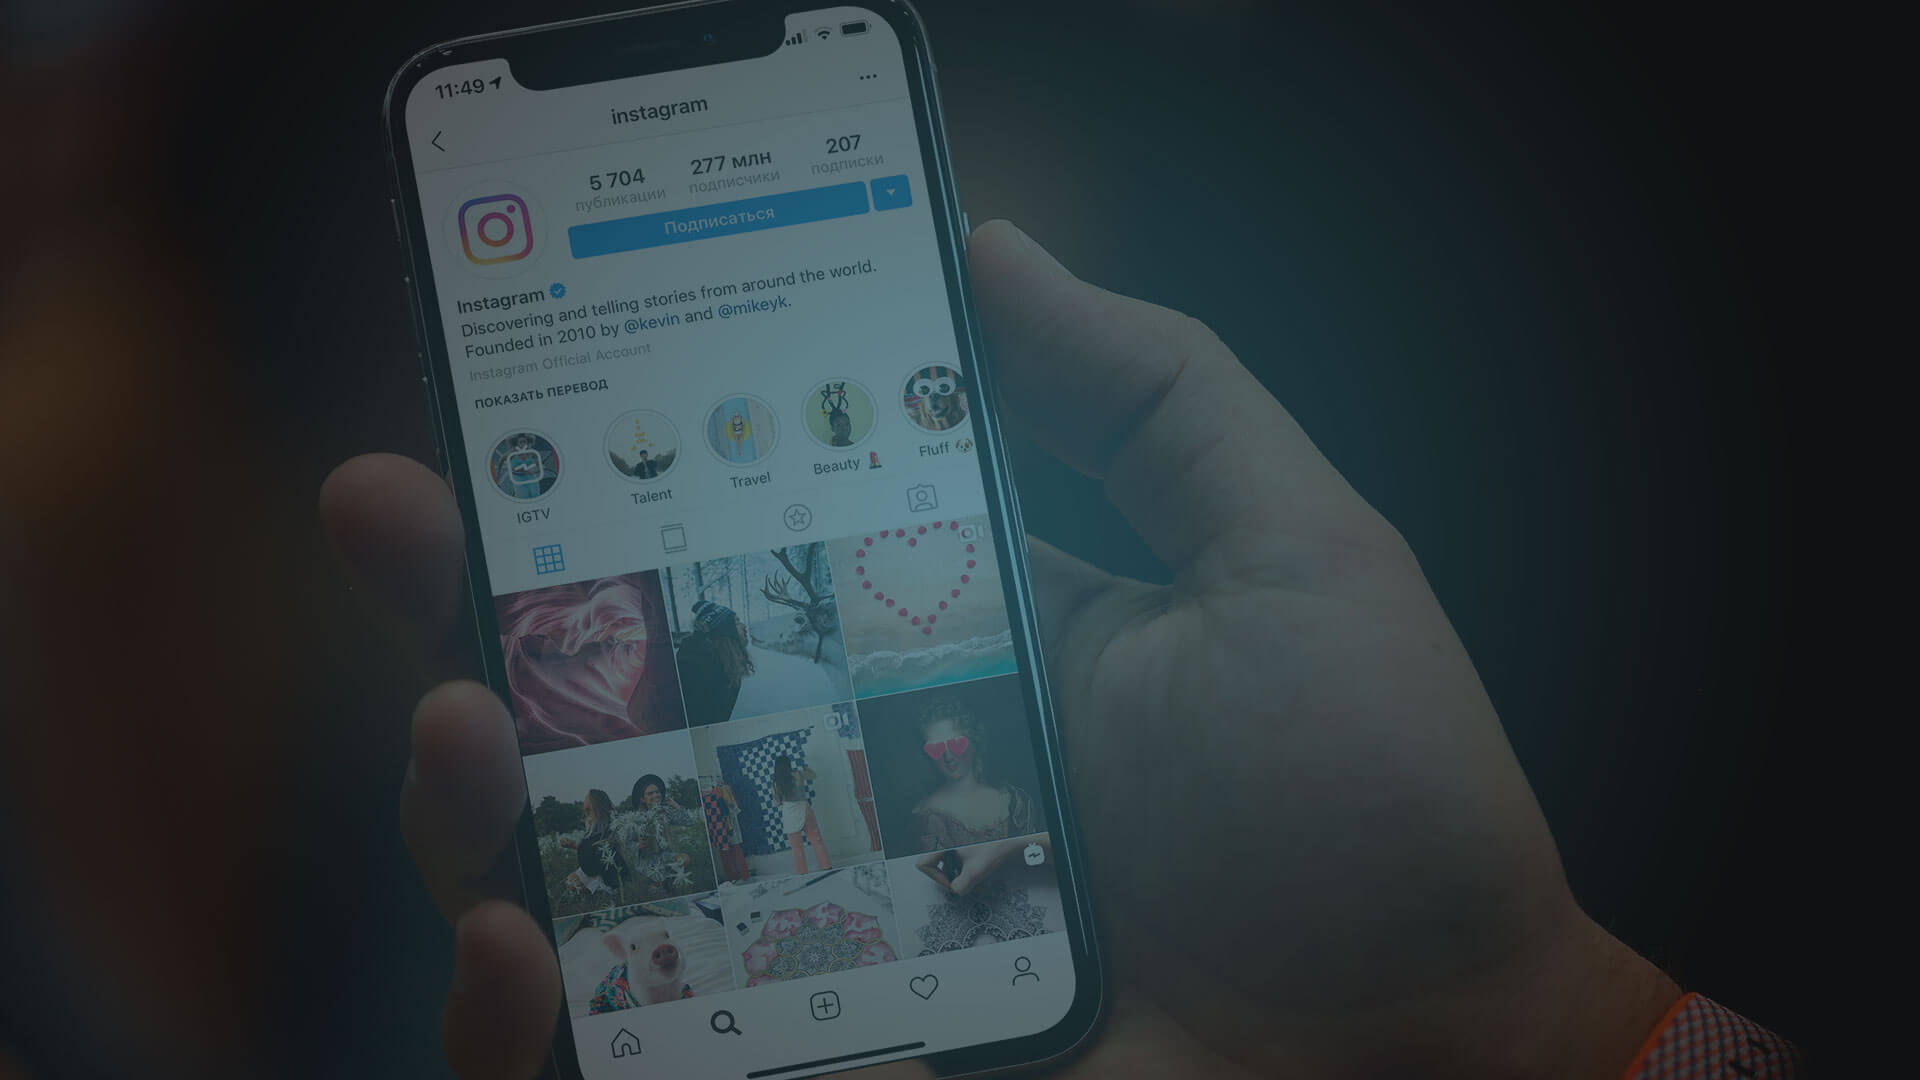 11:49
instagram
5 704 277 млн 207
публикации подписчики подписки
Подписаться
Instagram
Discovering and telling stories from around the world.
Founded in 2010 by @kevin and @mikeyk.
Instagram Official Account
ПОКАЗАТЬ ПЕРЕВОД
IGTV Talent Travel Beauty Fluff